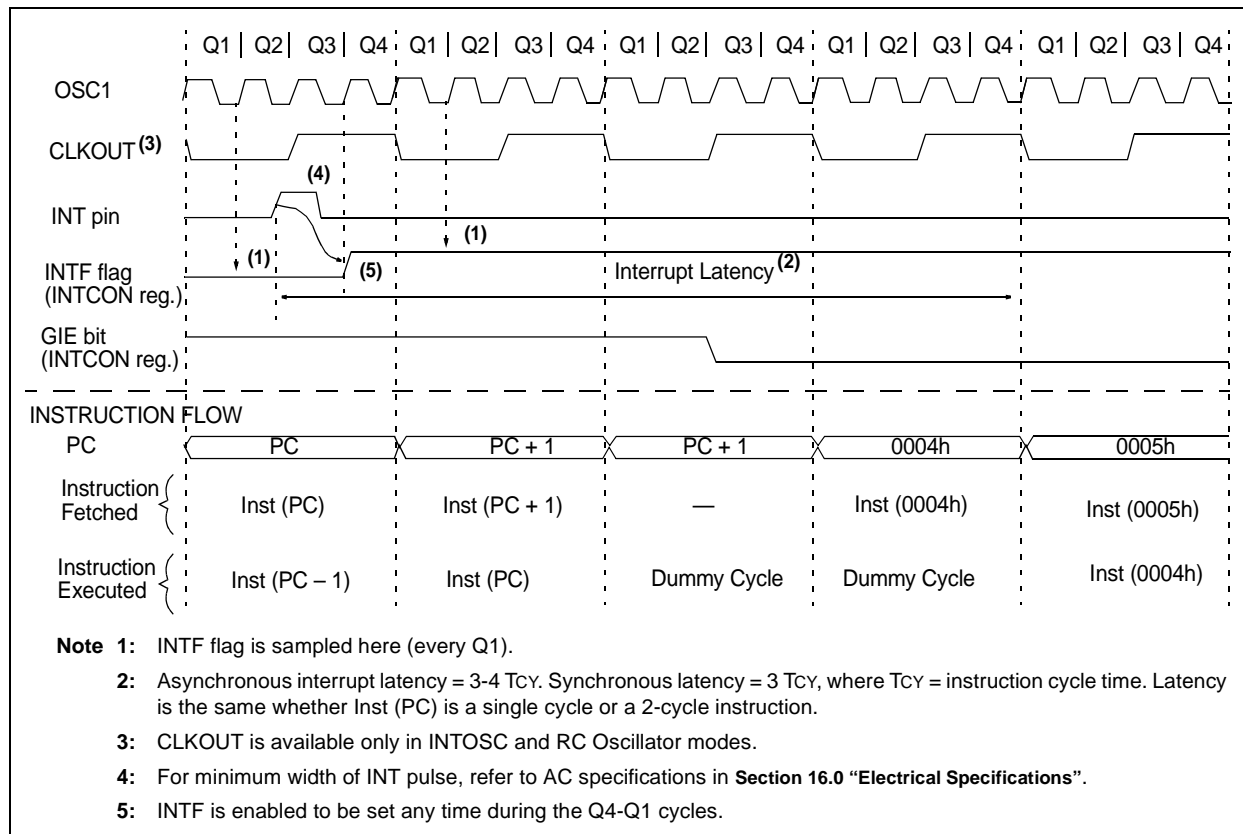 Q1 | Q2 | Q3 | Q4 Q1 | Q2 | Q3 | Q4 Q1 | Q2 | Q3 | Q4 Q1 | Q2 | Q3 | Q4 Q1 | Q2 | Q3 | Q4
OSC1
CLKOUT (3)
(4)
INT pin
(1)
(1)
INTF flag
(INTCON reg.)
(5)
Interrupt Latency (2)
GIE bit
(INTCON reg.)
INSTRUCTION FLOW
PC PC PC + 1 PC + 1 0004h 0005h
Instruction
Fetched
Inst (PC) Inst (PC + 1) — Inst (0004h) Inst (0005h)
Instruction
Executed
Inst (PC – 1) Inst (PC) Dummy Cycle Dummy Cycle Inst (0004h)
Note 1: INTF flag is sampled here (every Q1).
2: Asynchronous interrupt latency = 3-4 TCY. Synchronous latency = 3 TCY, where TCY = instruction cycle time. Latency
is the same whether Inst (PC) is a single cycle or a 2-cycle instruction.
3: CLKOUT is available only in INTOSC and RC Oscillator modes.
4: For minimum width of INT pulse, refer to AC specifications in Section 16.0 “Electrical Specifications”.
5: INTF is enabled to be set any time during the Q4-Q1 cycles.